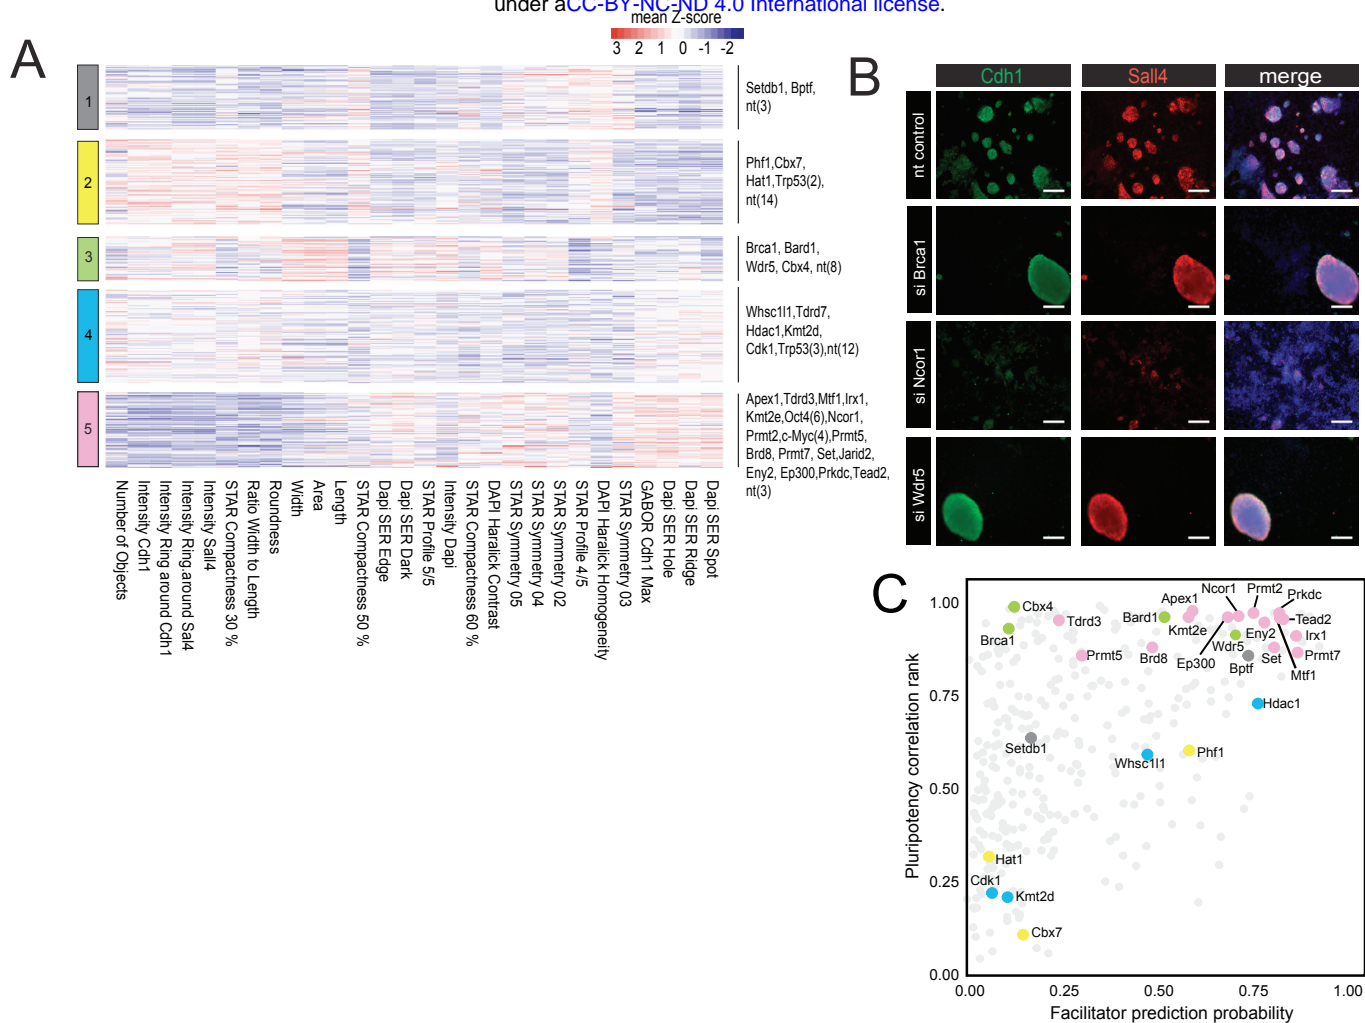 under aCC-BY-NC-ND 4.0 International license.
A
mean Z-score
3 2 1 0 -1 -2
1
Setdb1, Bptf,
nt(3)
2
Phf1,Cbx7,
Hat1,Trp53(2),
nt(14)
3
Brca1, Bard1,
Wdr5, Cbx4, nt(8)
4
Whsc1l1,Tdrd7,
Hdac1,Kmt2d,
Cdk1,Trp53(3),nt(12)
5
Apex1,Tdrd3,Mtf1,Irx1,
Kmt2e,Oct4(6),Ncor1,
Prmt2,c-Myc(4),Prmt5,
Brd8, Prmt7, Set,Jarid2,
Eny2, Ep300,Prkdc,Tead2,
nt(3)
Number of Objects
Intensity Cdh1
Intensity Ring around Cdh1
Intensity Ring.around Sal4
Intensity Sall4
STAR Compactness 30 %
Ratio Width to Length
Roundness
Width
Area
Length
STAR Compactness 50 %
Dapi SER Edge
Dapi SER Dark
STAR Profile 5/5
Intensity Dapi
STAR Compactness 60 %
DAPI Haralick Contrast
STAR Symmetry 05
STAR Symmetry 04
STAR Symmetry 02
STAR Profile 4/5
DAPI Haralick Homogeneity
STAR Symmetry 03
GABOR Cdh1 Max
Dapi SER Hole
Dapi SER Ridge
Dapi SER Spot
B
Cdh1
Sall4
merge
nt control
si Brca1
si Ncor1
si Wdr5
C
Pluripotency correlation rank
1.00
0.75
0.50
0.25
0.00
Cbx4
Brca1
Tdrd3
Prmt5
Bard1
Apex1
Kmt2e
Brd8
Ncor1
Prmt2
Prkdc
Tead2
Irx1
Eny2
Wdr5
Ep300
Bptf
Set
Prmt7
Mtf1
Hdac1
Setdb1
Whsc1l1
Phf1
Hat1
Cdk1
Kmt2d
Cbx7
0.00 0.25 0.50 0.75 1.00
Facilitator prediction probability